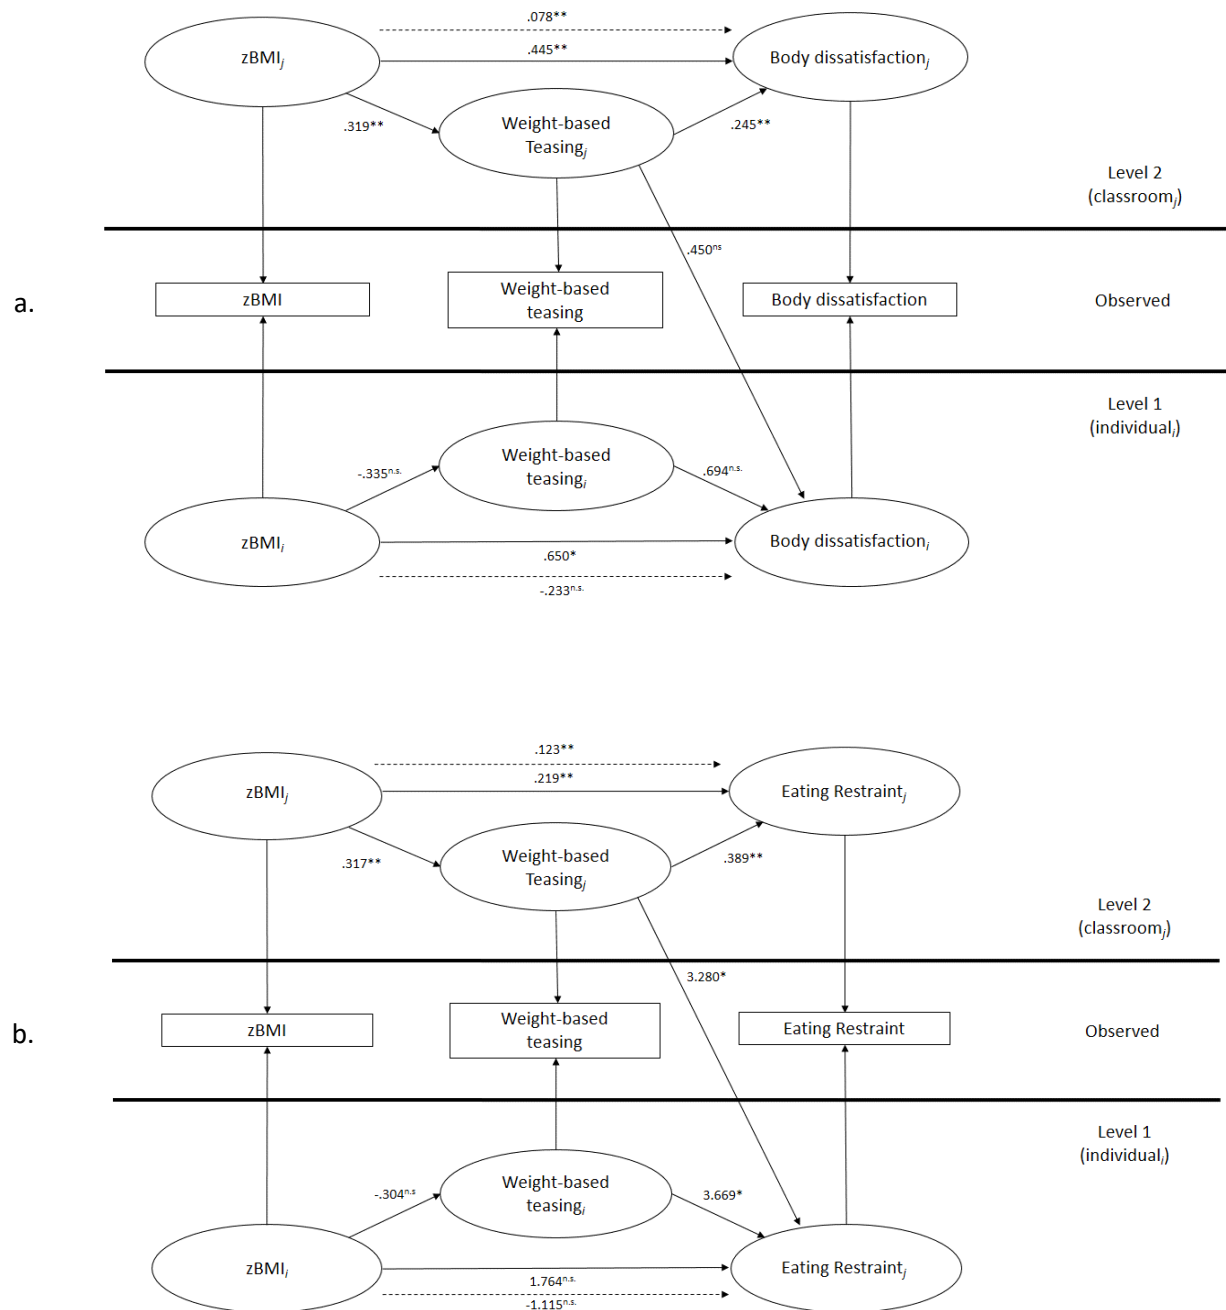 .078**
zBMIj
.445**
Body dissatisfactionj
.319**
Weight-based
Teasingj
.245**
Level 2
(classroomj)
.450ns
a.
zBMI
Weight-based
teasing
Body dissatisfaction
Observed
Level 1
(individuali)
-.335n.s.
Weight-based
teasingi
.694n.s.
zBMIi
Body dissatisfactioni
.650*
-.233n.s.
.123**
zBMIj
.219**
Eating Restraintj
.317**
Weight-based
Teasingj
.389**
Level 2
(classroomj)
3.280*
b.
zBMI
Weight-based
teasing
Eating Restraint
Observed
Level 1
(individuali)
-.304n.s
Weight-based
teasingi
3.669*
zBMIi
Eating Restraintj
1.764n.s.
-1.115n.s.